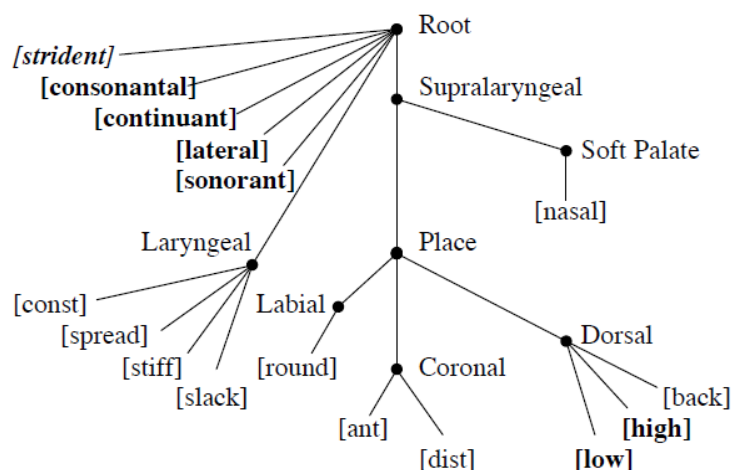 Root
[strident]
[consonantal]
Supralaryngeal
[continuant]
[lateral]
Soft Palate
[sonorant]
[nasal]
Laryngeal
Place
[const]
Labial
[spread]
Dorsal
[stiff]
[round]
Coronal
[slack]
[back]
[ant]
[high]
[dist]
[low]